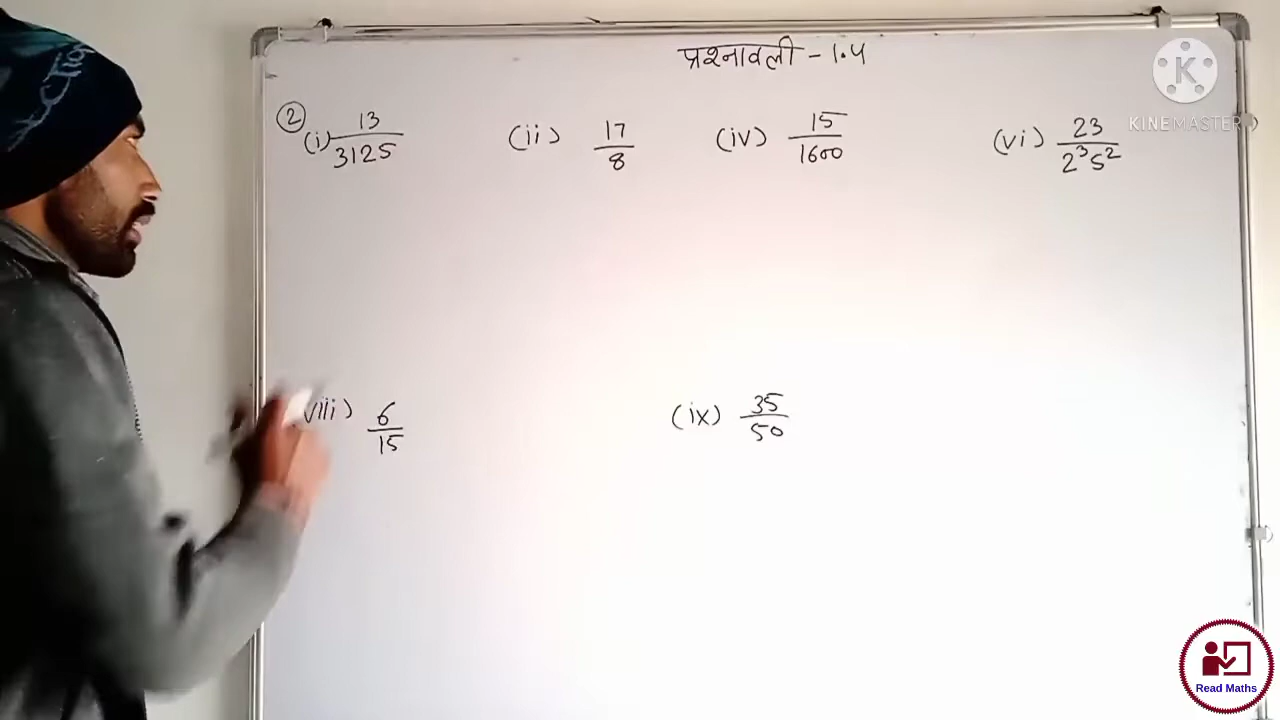 प्रश्नावली - 1.4
② (i) 13/3125 (ii) 17/8 (iv) 15/1600 (vi) 23/2³5²
viii) 6/15 (ix) 35/50
KINEMASTER
K
Read Maths